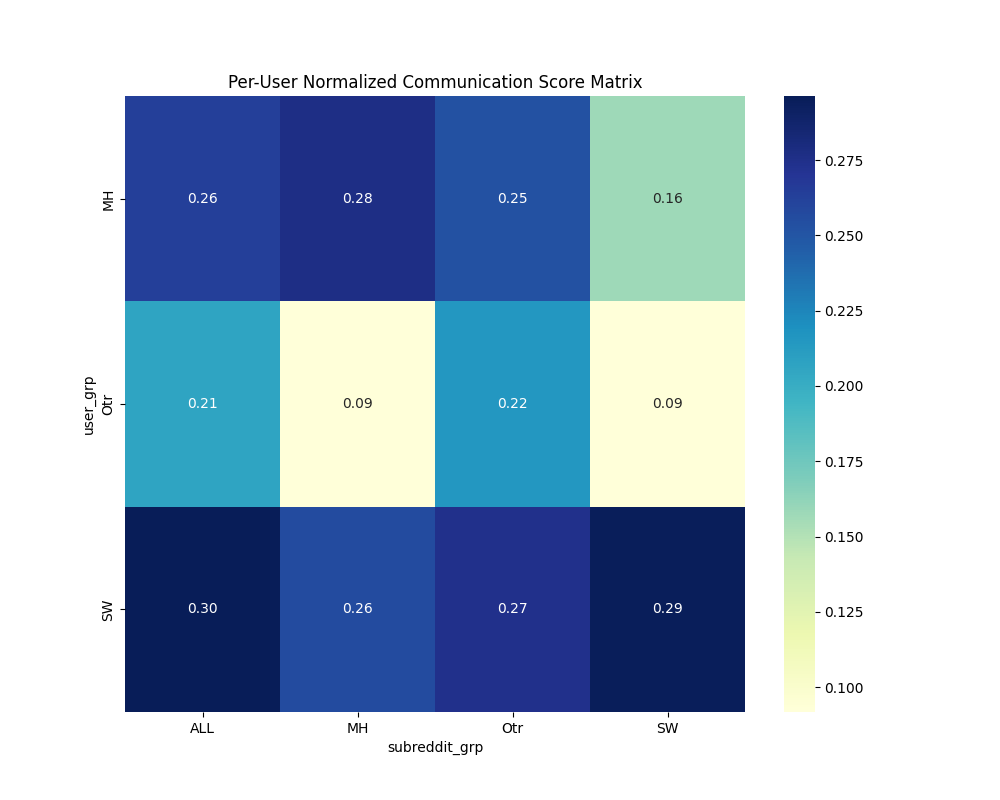 Per-User Normalized Communication Score Matrix
user_grp
MH
0.26 0.28 0.25 0.16
Otr
0.21 0.09 0.22 0.09
SW
0.30 0.26 0.27 0.29
ALL MH Otr SW
subreddit_grp
0.275
0.250
0.225
0.200
0.175
0.150
0.125
0.100